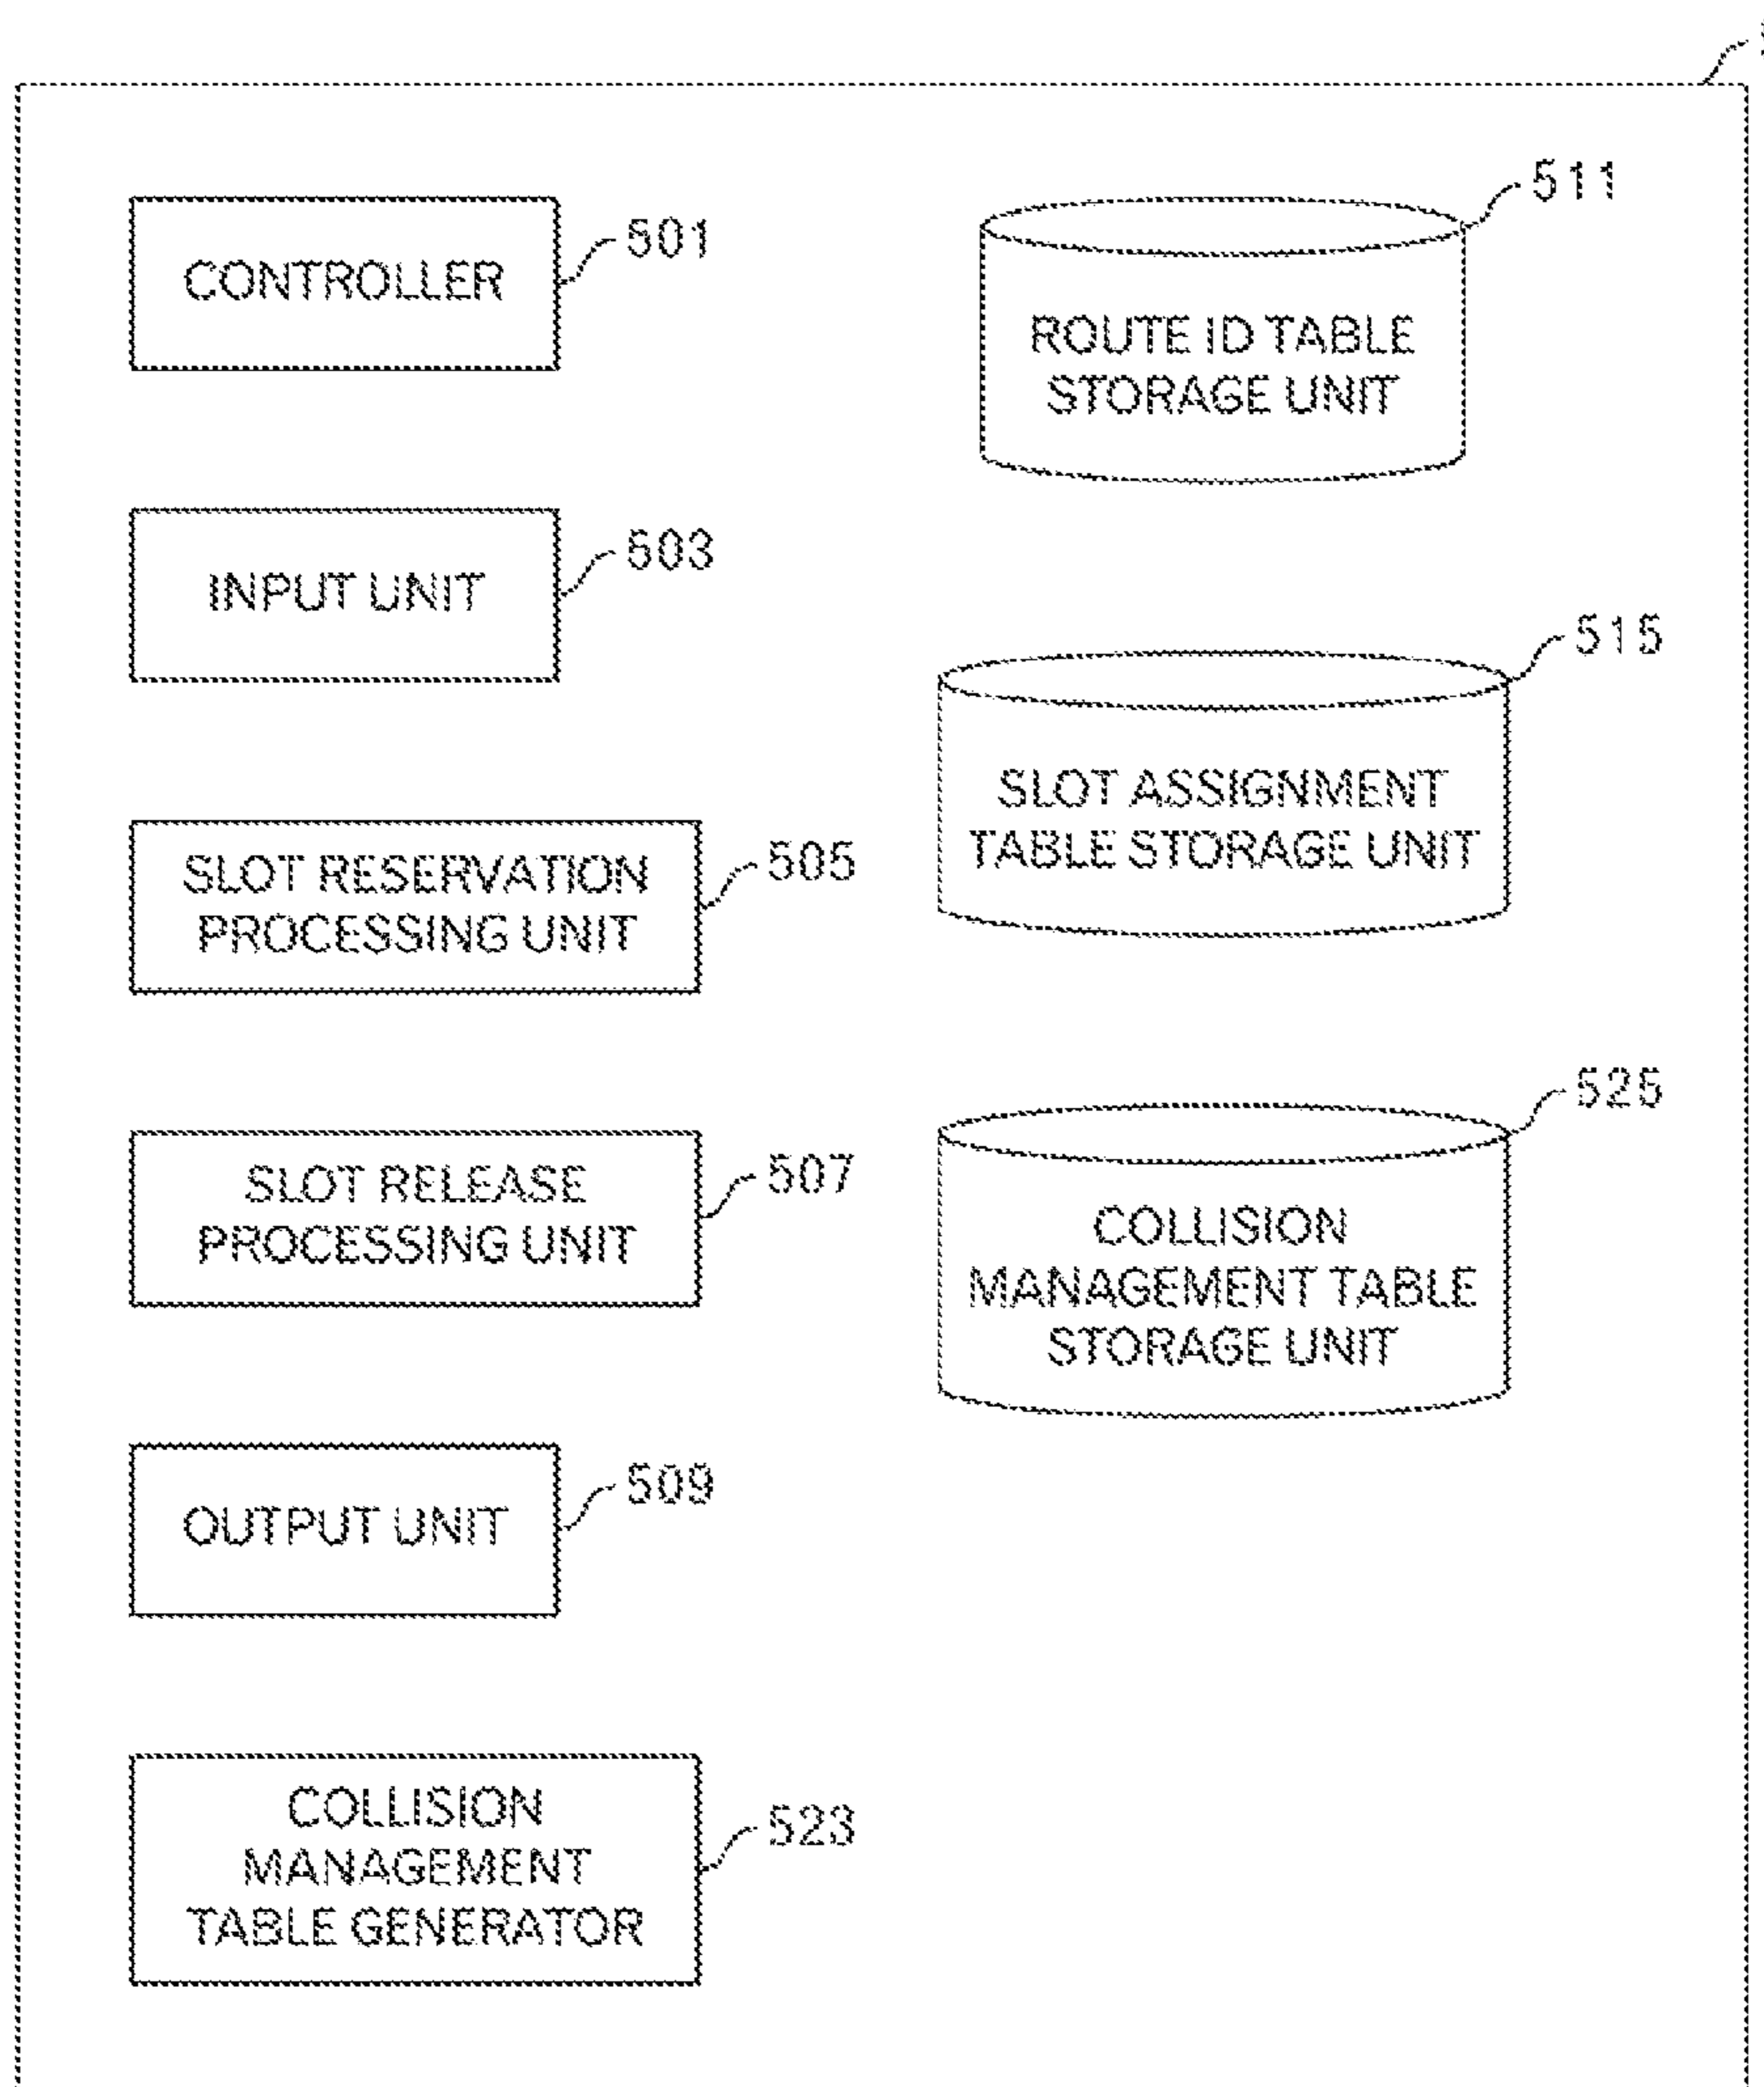 CONTROLLER
501
INPUT UNIT
503
SLOT RESERVATION
PROCESSING UNIT
505
SLOT RELEASE
PROCESSING UNIT
507
OUTPUT UNIT
509
COLLISION
MANAGEMENT
TABLE GENERATOR
523
511
ROUTE ID TABLE
STORAGE UNIT
515
SLOT ASSIGNMENT
TABLE STORAGE UNIT
525
COLLISION
MANAGEMENT TABLE
STORAGE UNIT